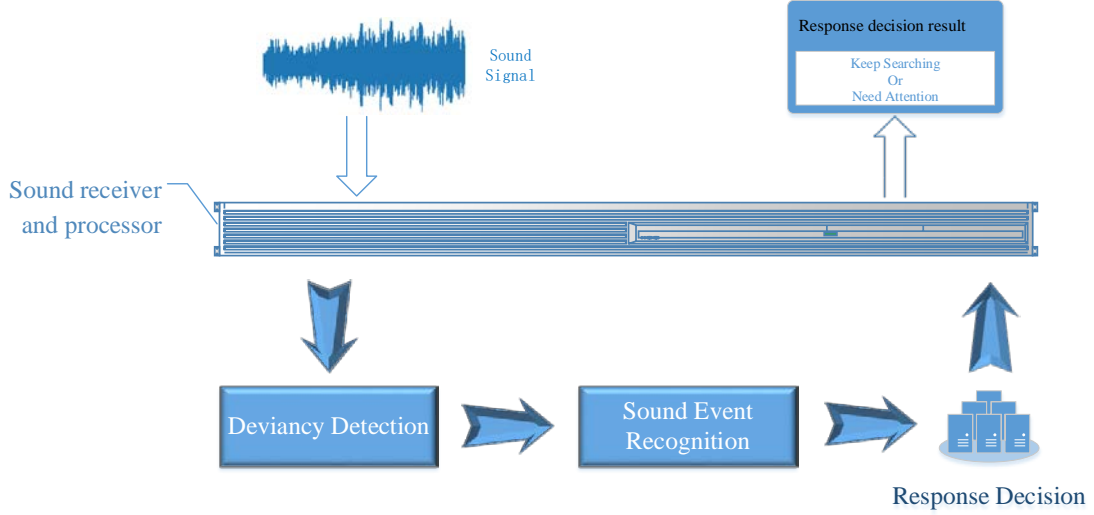 Sound
Signal
Response decision result
Keep Searching
Or
Need Attention
Sound receiver
and processor
Deviancy Detection
Sound Event
Recognition
Response Decision